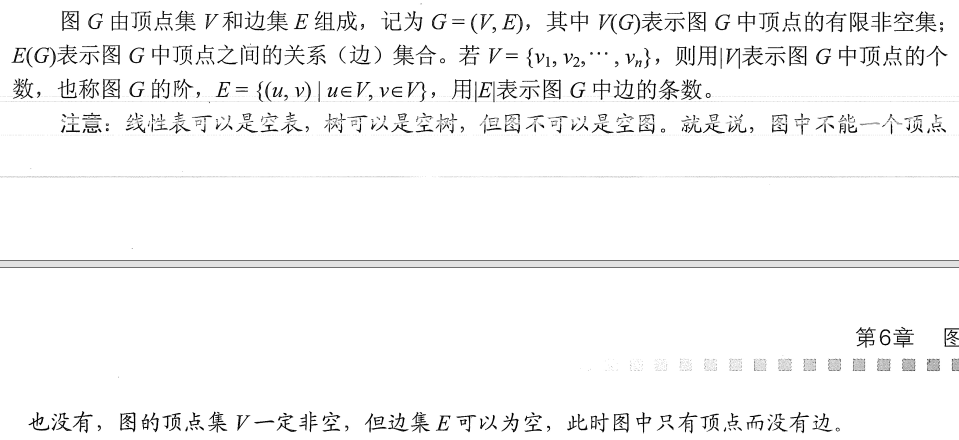 图 G 由顶点集 V 和边集 E 组成，记为 G = (V, E)，其中 V(G)表示图 G 中顶点的有限非空集；
E(G)表示图 G 中顶点之间的关系（边）集合。若 V = {v₁, v₂, ⋯, vₙ}，则用|V|表示图 G 中顶点的个
数，也称图 G 的阶，E = {(u, v) | u∈V, v∈V}，用|E|表示图 G 中边的条数。
注意：线性表可以是空表，树可以是空树，但图不可以是空图。就是说，图中不能一个顶点
第6章 图
也没有，图的顶点集 V 一定非空，但边集 E 可以为空，此时图中只有顶点而没有边。